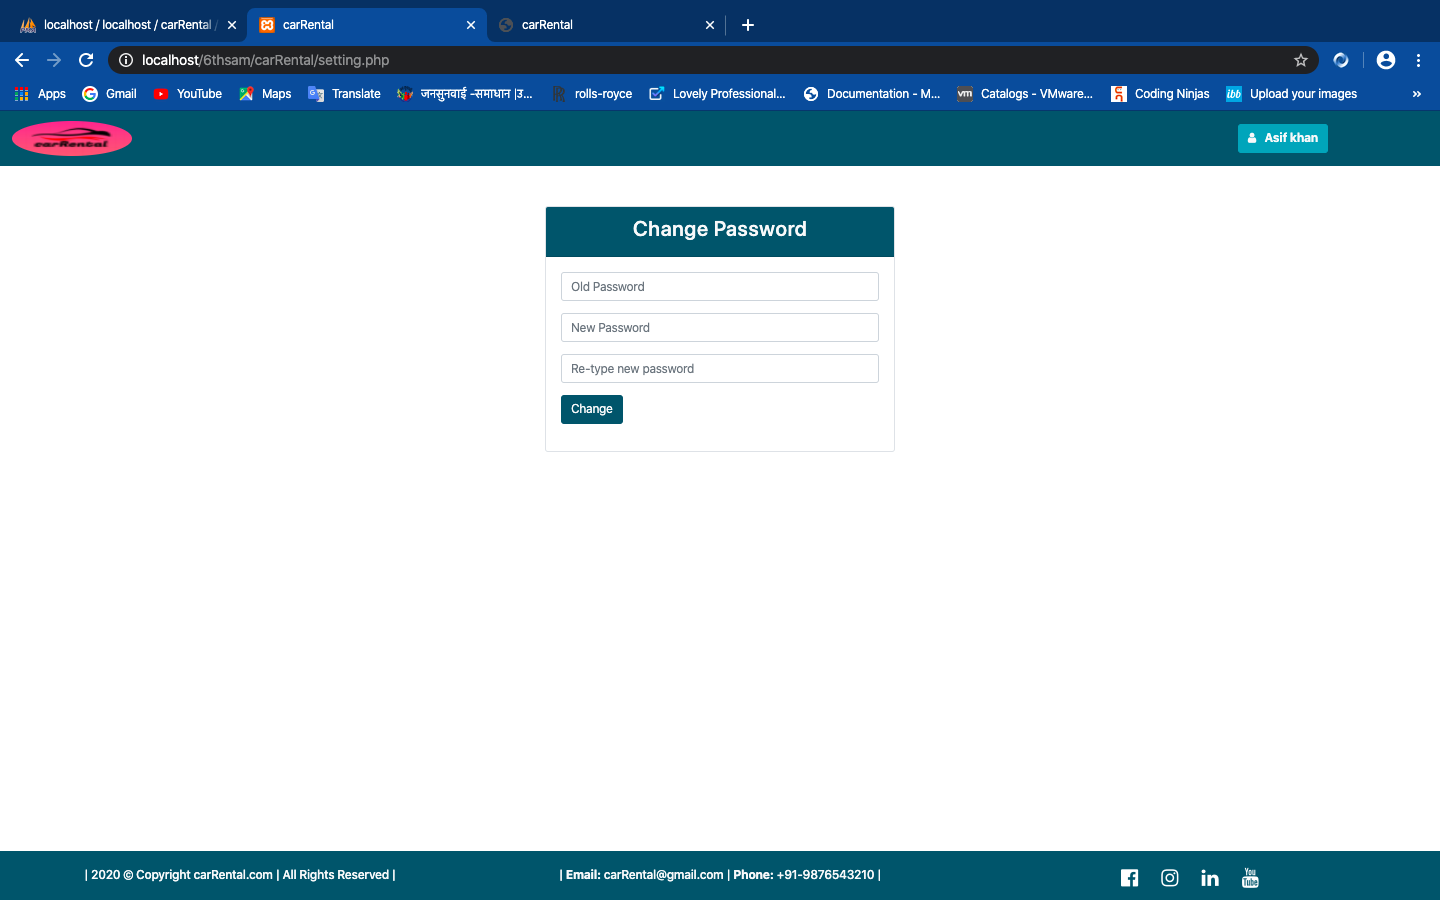 localhost / localhost / carRental /
carRental
carRental
localhost/6thsam/carRental/setting.php
Apps
Gmail
YouTube
Maps
Translate
जनसुनवाई -समाधान |उ...
rolls-royce
Lovely Professional...
Documentation - M...
Catalogs - VMware...
Coding Ninjas
Upload your images
carRental
Asif khan
Change Password
Old Password
New Password
Re-type new password
Change
| 2020 © Copyright carRental.com | All Rights Reserved |
| Email: carRental@gmail.com | Phone: +91-9876543210 |